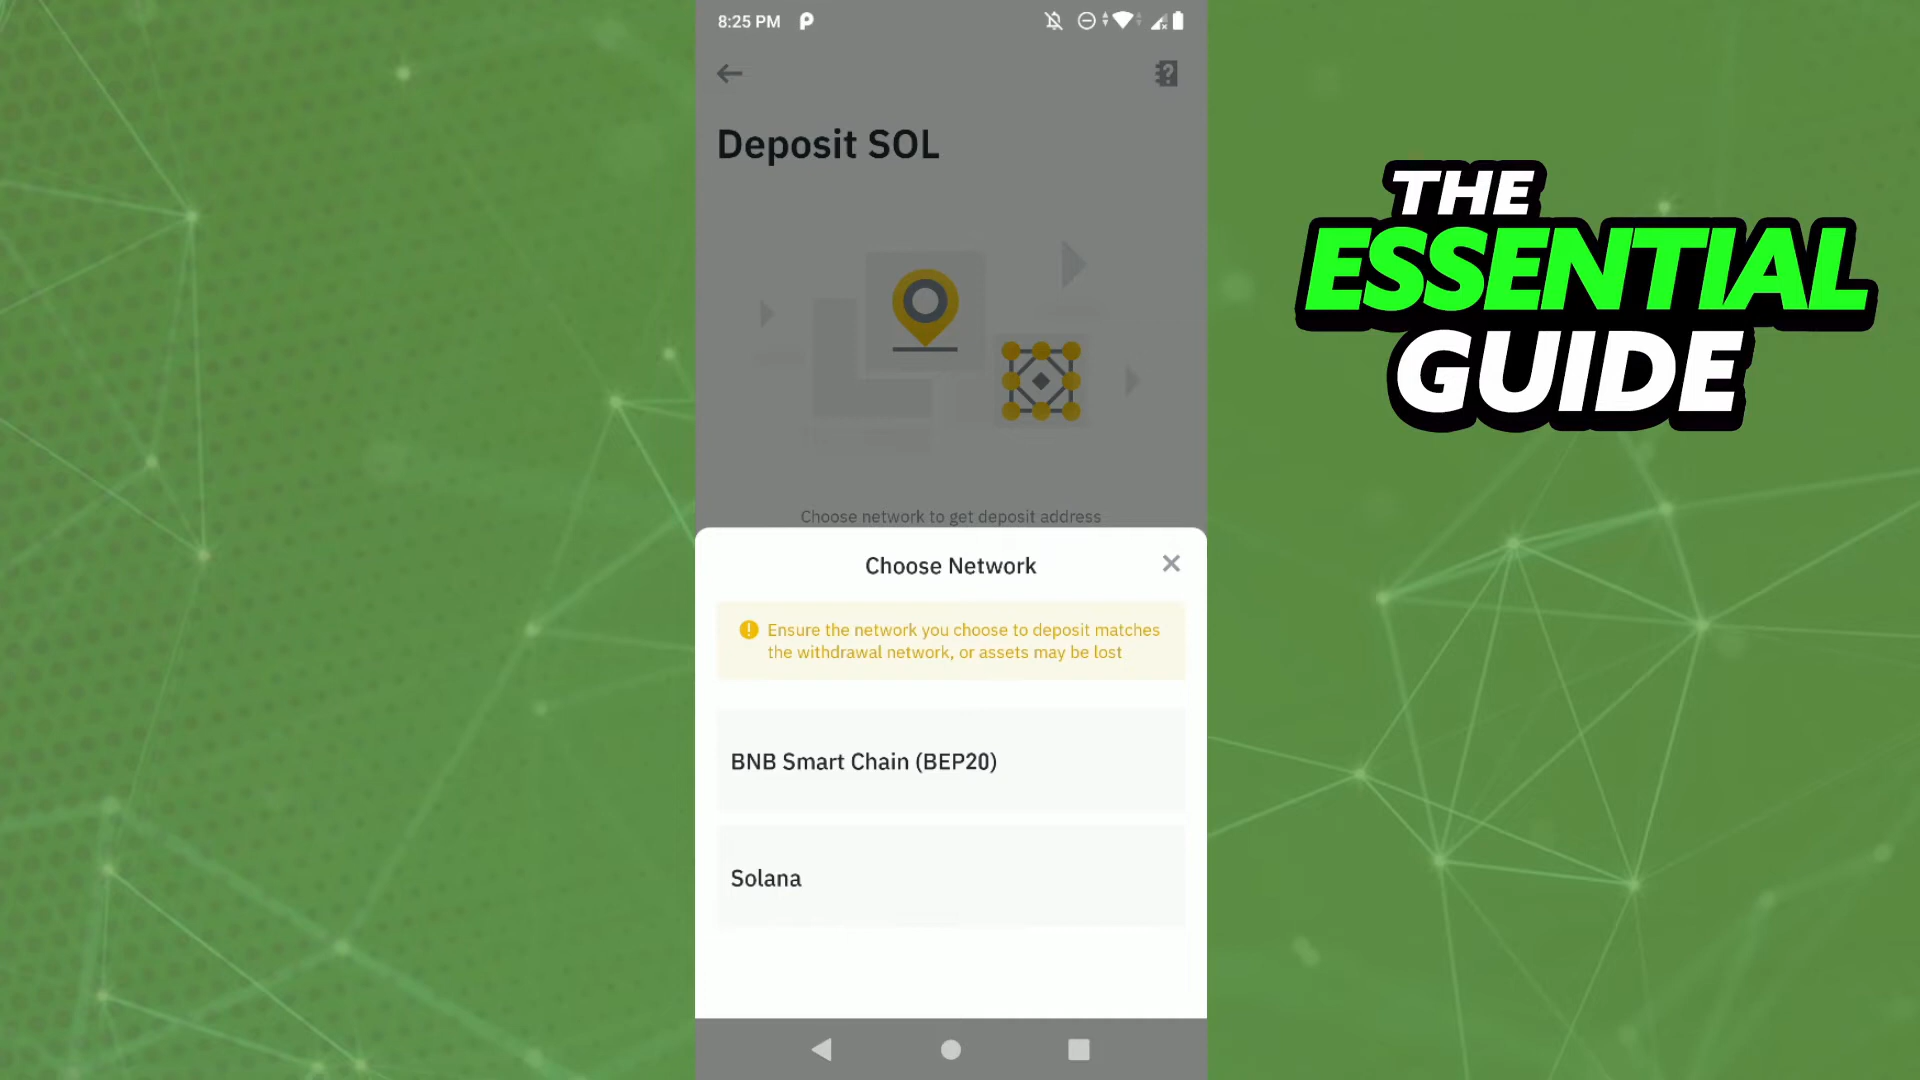 8:25 PM
Deposit SOL
Choose network to get deposit address
Choose Network
Ensure the network you choose to deposit matches
the withdrawal network, or assets may be lost
BNB Smart Chain (BEP20)
Solana
THE
ESSENTIAL
GUIDE